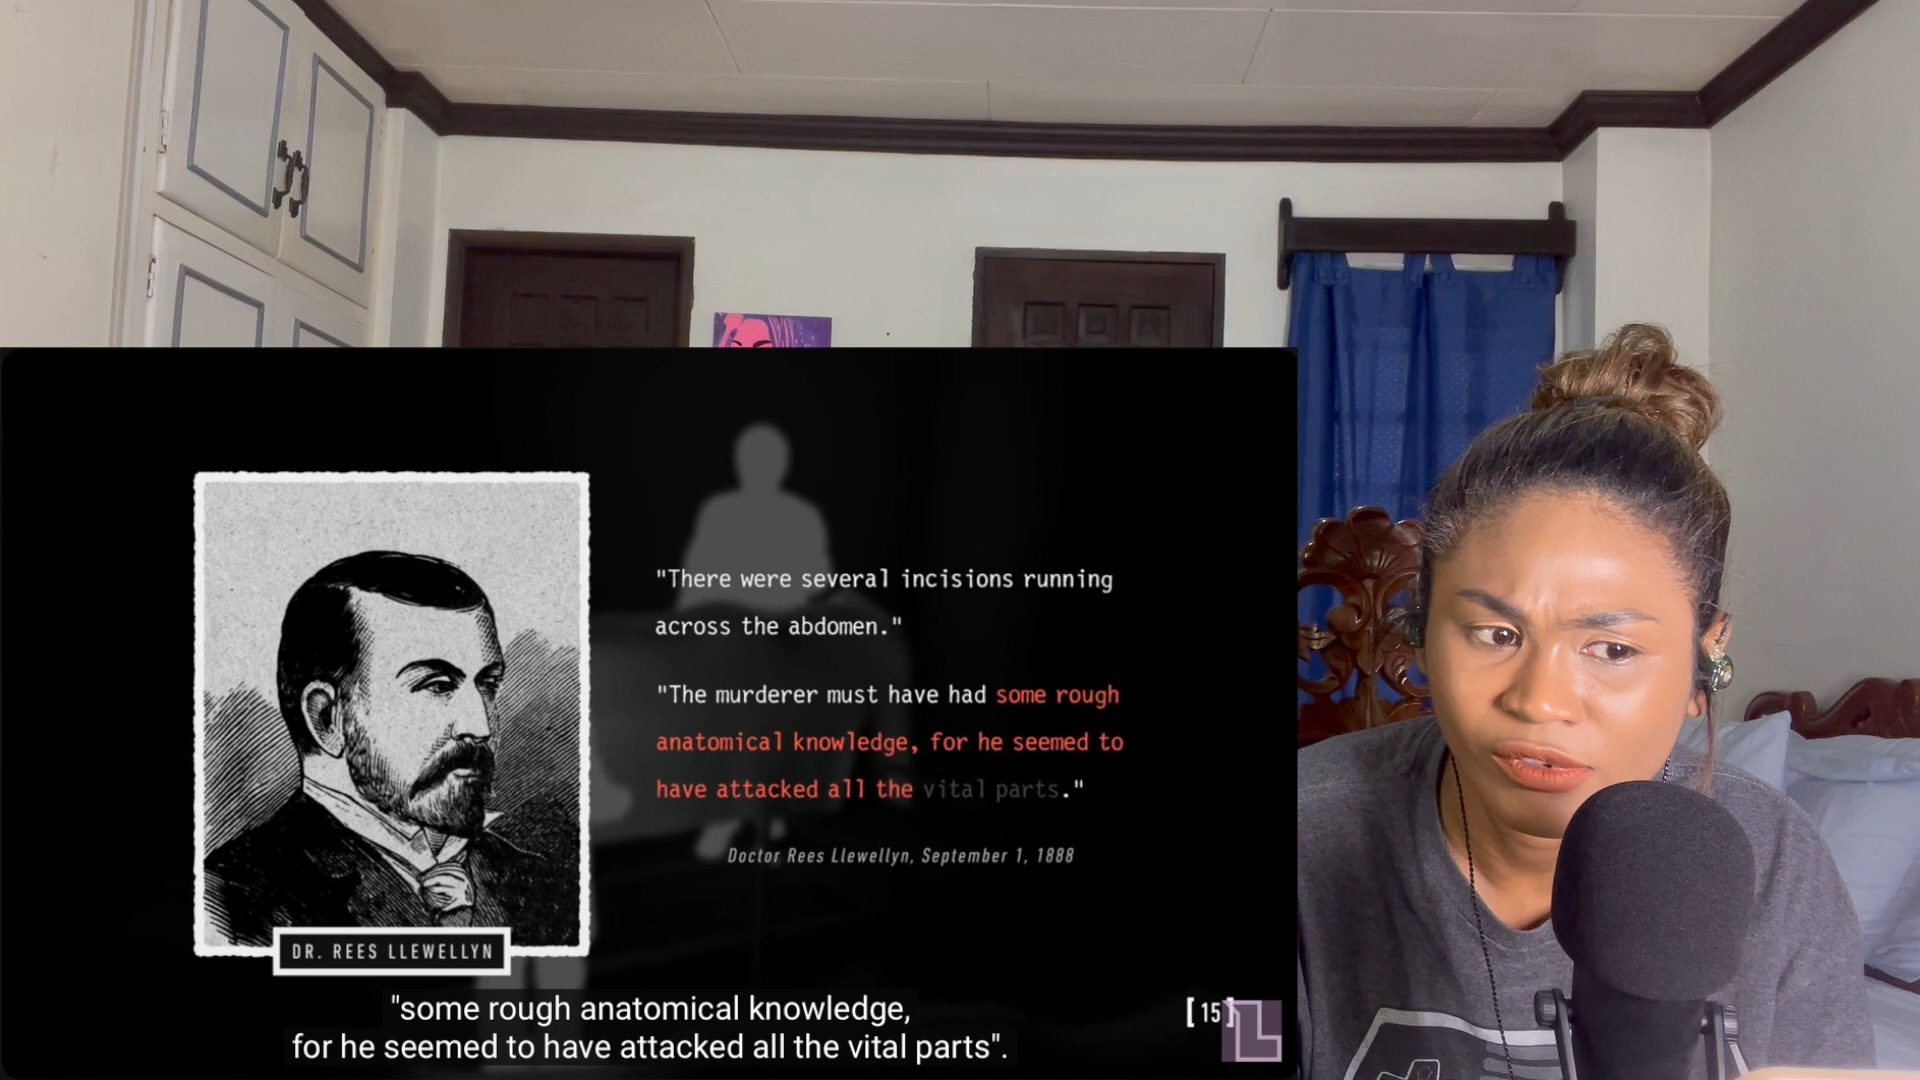 "There were several incisions running
across the abdomen."
"The murderer must have had some rough
anatomical knowledge, for he seemed to
have attacked all the vital parts."
Doctor Rees Llewellyn, September 1, 1888
DR. REES LLEWELLYN
"some rough anatomical knowledge,
for he seemed to have attacked all the vital parts".
[15]